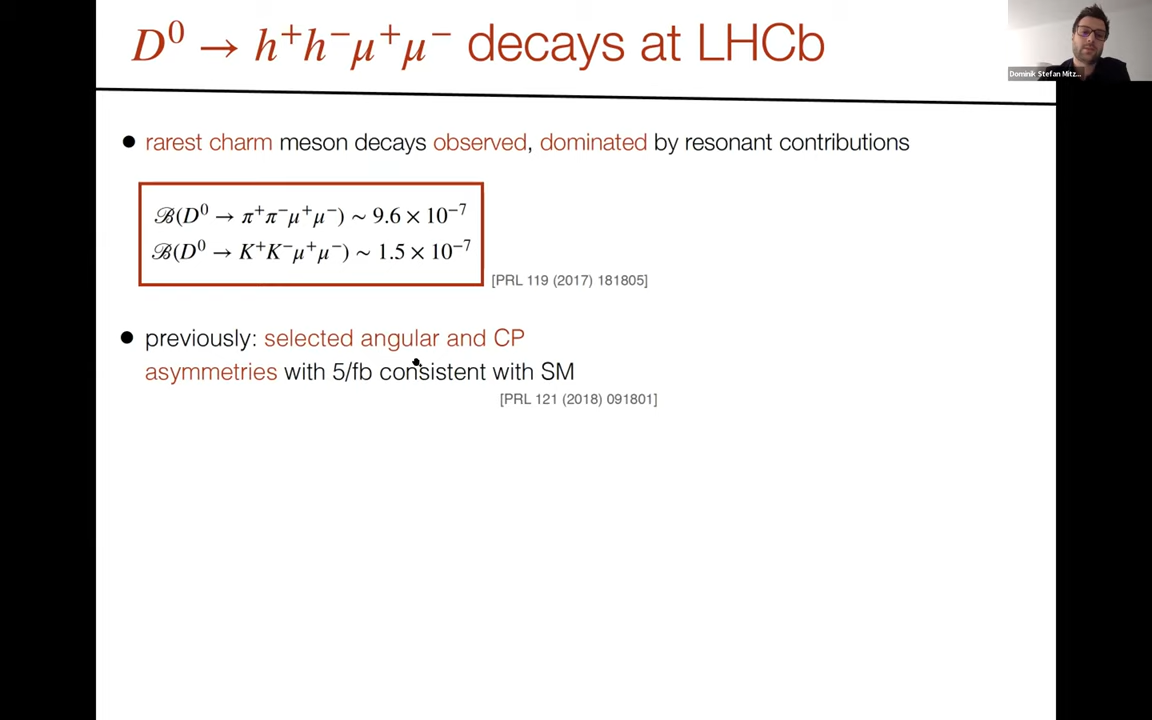 D⁰ → h⁺h⁻μ⁺μ⁻ decays at LHCb
Dominik Stefan Mitz...
● rarest charm meson decays observed, dominated by resonant contributions
ℬ(D⁰ → π⁺π⁻μ⁺μ⁻) ~ 9.6 × 10⁻⁷
ℬ(D⁰ → K⁺K⁻μ⁺μ⁻) ~ 1.5 × 10⁻⁷
[PRL 119 (2017) 181805]
● previously: selected angular and CP
asymmetries with 5/fb consistent with SM
[PRL 121 (2018) 091801]